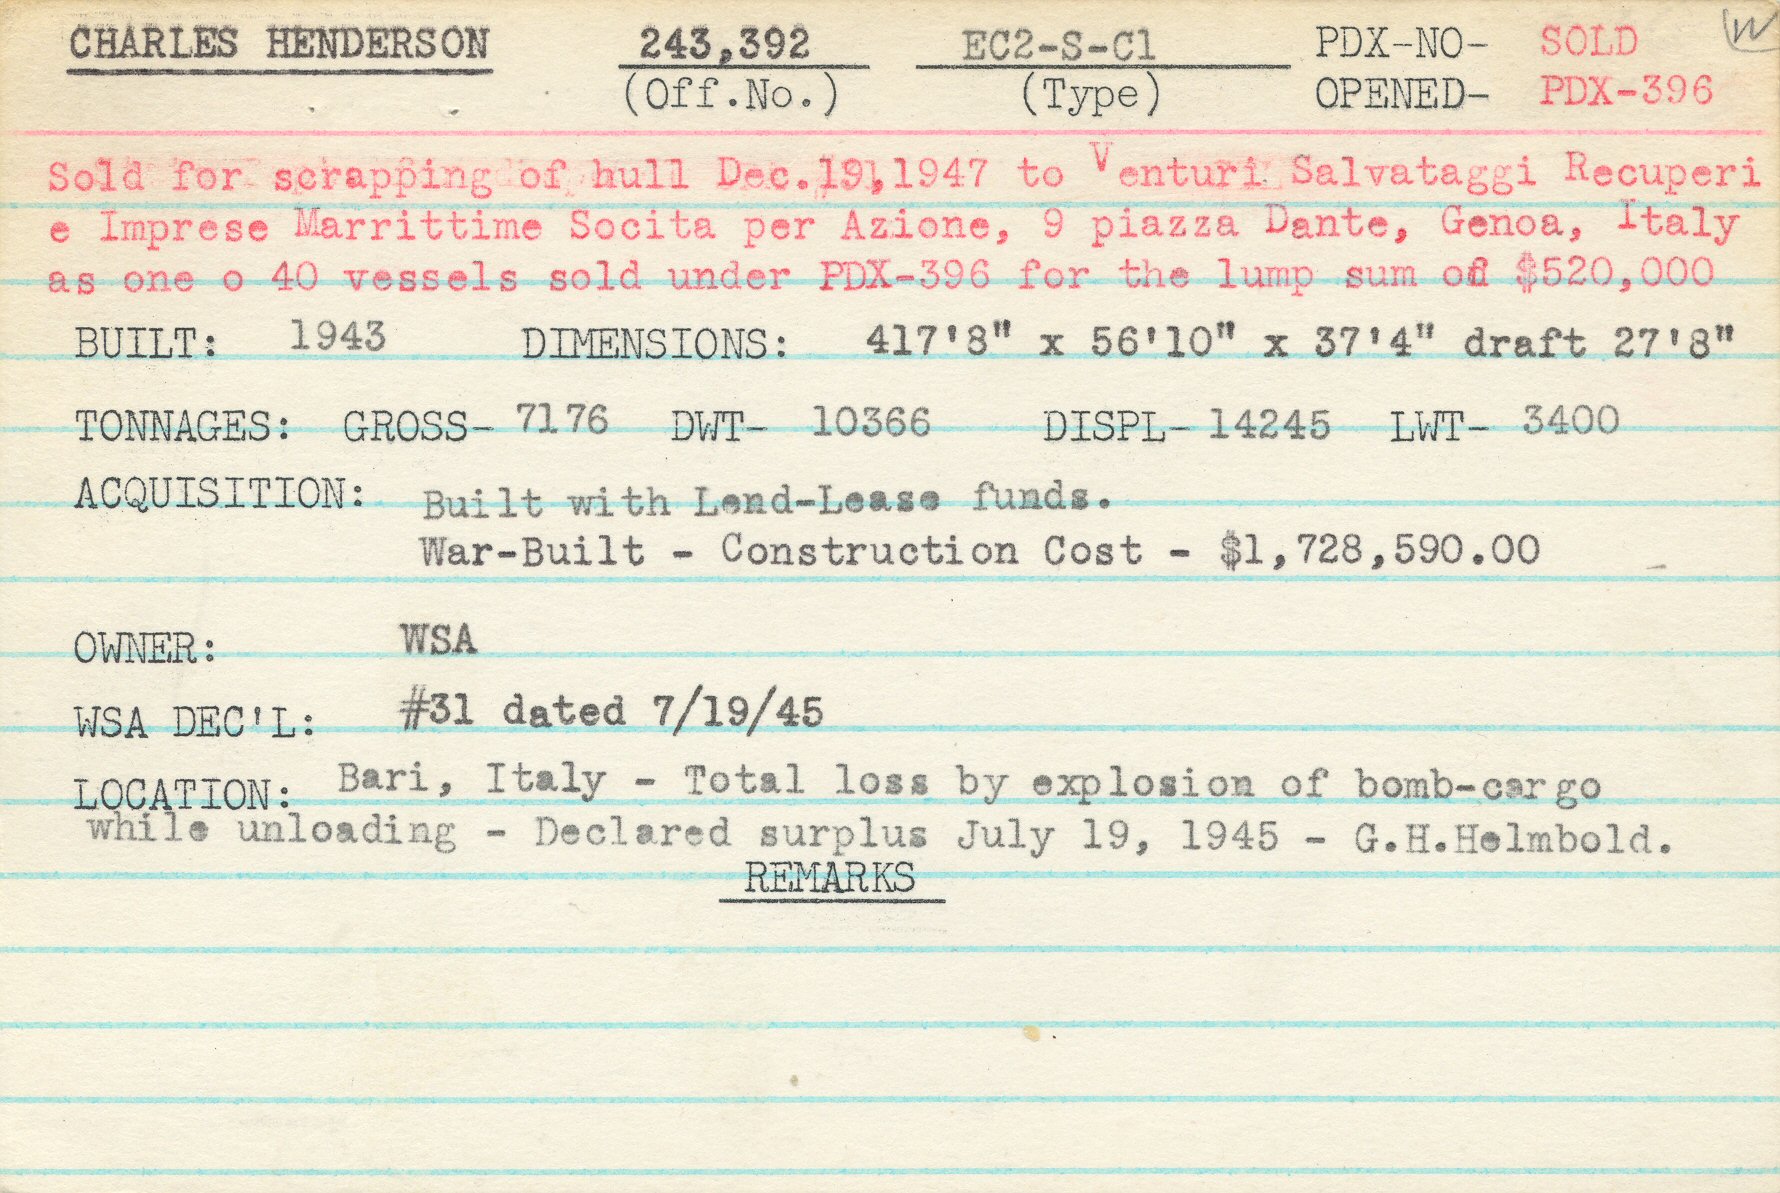 CHARLES HENDERSON 243,392 EC2-S-C1 PDX-NO- SOLD W
(Off.No.) (Type) OPENED- PDX-396
Sold for scrapping of hull Dec.19,1947 to Venturi Salvataggi Recuperi
e Imprese Marrittime Socita per Azione, 9 piazza Dante, Genoa, Italy
as one o 40 vessels sold under PDX-396 for the lump sum of $520,000
BUILT: 1943 DIMENSIONS: 417'8" x 56'10" x 37'4" draft 27'8"
TONNAGES: GROSS- 7176 DWT- 10366 DISPL- 14245 LWT- 3400
ACQUISITION: Built with Lend-Lease funds.
War-Built - Construction Cost - $1,728,590.00
OWNER: WSA
WSA DEC'L: #31 dated 7/19/45
LOCATION: Bari, Italy - Total loss by explosion of bomb-cargo
while unloading - Declared surplus July 19, 1945 - G.H.Helmbold.
REMARKS